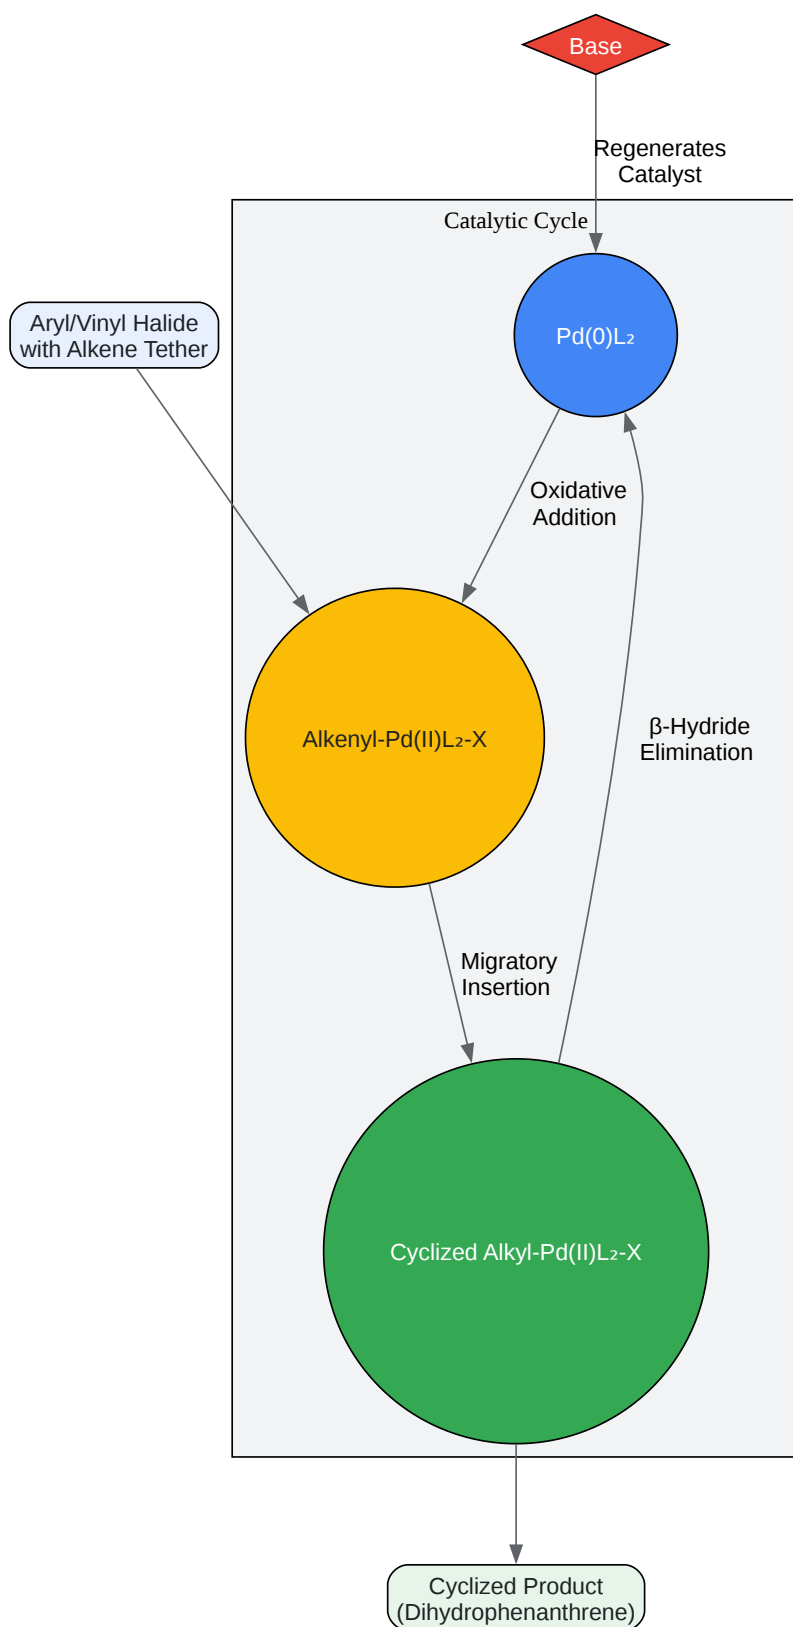 Base
Regenerates
Catalyst
Catalytic Cycle
Aryl/Vinyl Halide
with Alkene Tether
Pd(0)L₂
Oxidative
Addition
Alkenyl-Pd(II)L₂-X
β-Hydride
Elimination
Migratory
Insertion
Cyclized Alkyl-Pd(II)L₂-X
Cyclized Product
(Dihydrophenanthrene)